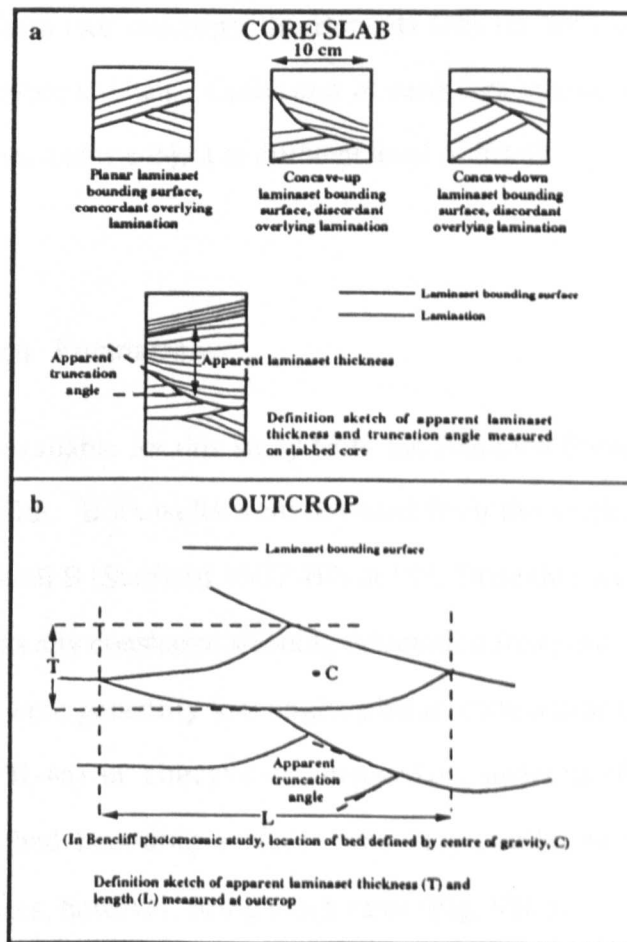 a
CORE SLAB
10 cm
Planar laminaset
bounding surface,
concordant overlying
lamination
Concave-up
laminaset bounding
surface, discordant
overlying lamination
Concave-down
laminaset bounding
surface, discordant
overlying lamination
Laminaset bounding surface
Lamination
Apparent
truncation
angle
Apparent laminaset thickness
Definition sketch of apparent laminaset
thickness and truncation angle measured
on slabbed core
b
OUTCROP
Laminaset bounding surface
T
C
Apparent
truncation
angle
L
(In Bencliff photomosaic study, location of bed defined by centre of gravity, C)
Definition sketch of apparent laminaset thickness (T) and
length (L) measured at outcrop